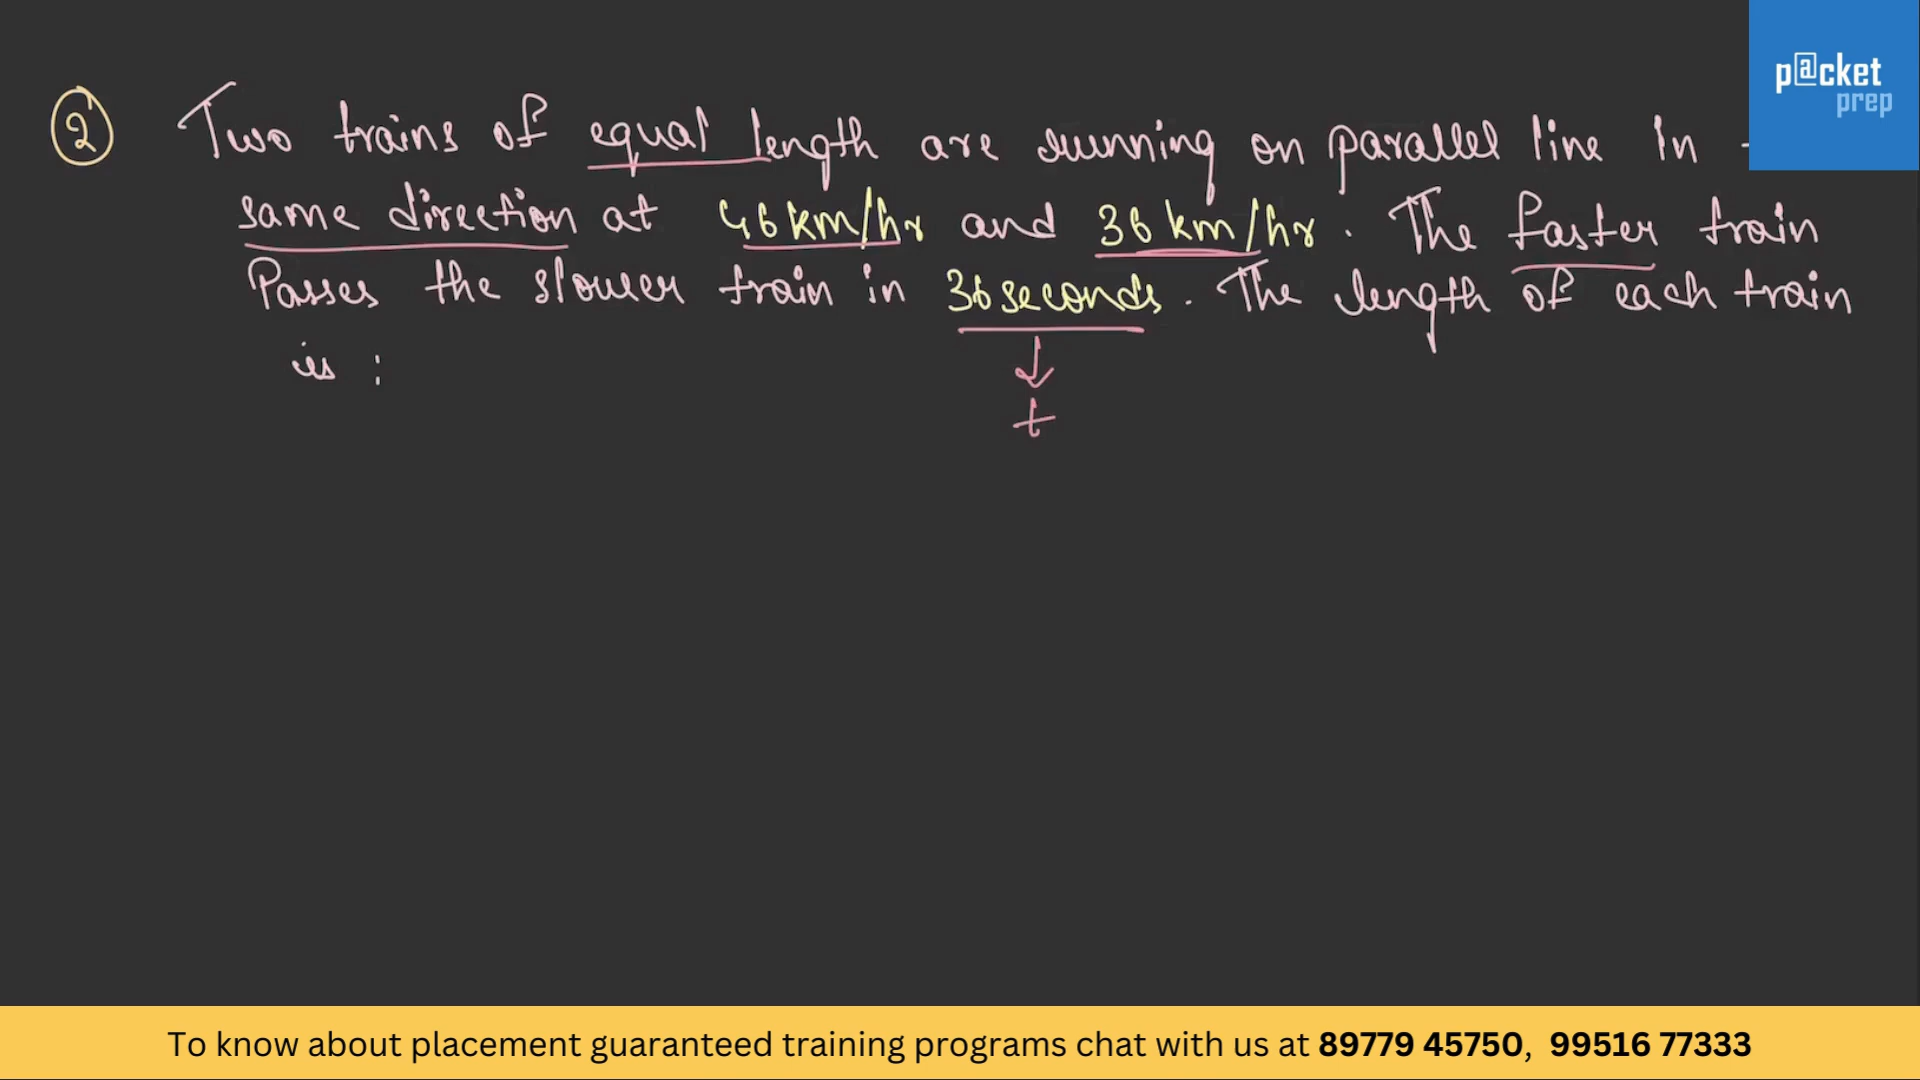 p@cket
prep
2 Two trains of equal length are running on parallel line in
same direction at 46 km/hr and 36 km/hr. The faster train
Passes the slower train in 36 seconds. The length of each train
is :
t
To know about placement guaranteed training programs chat with us at 89779 45750, 99516 77333